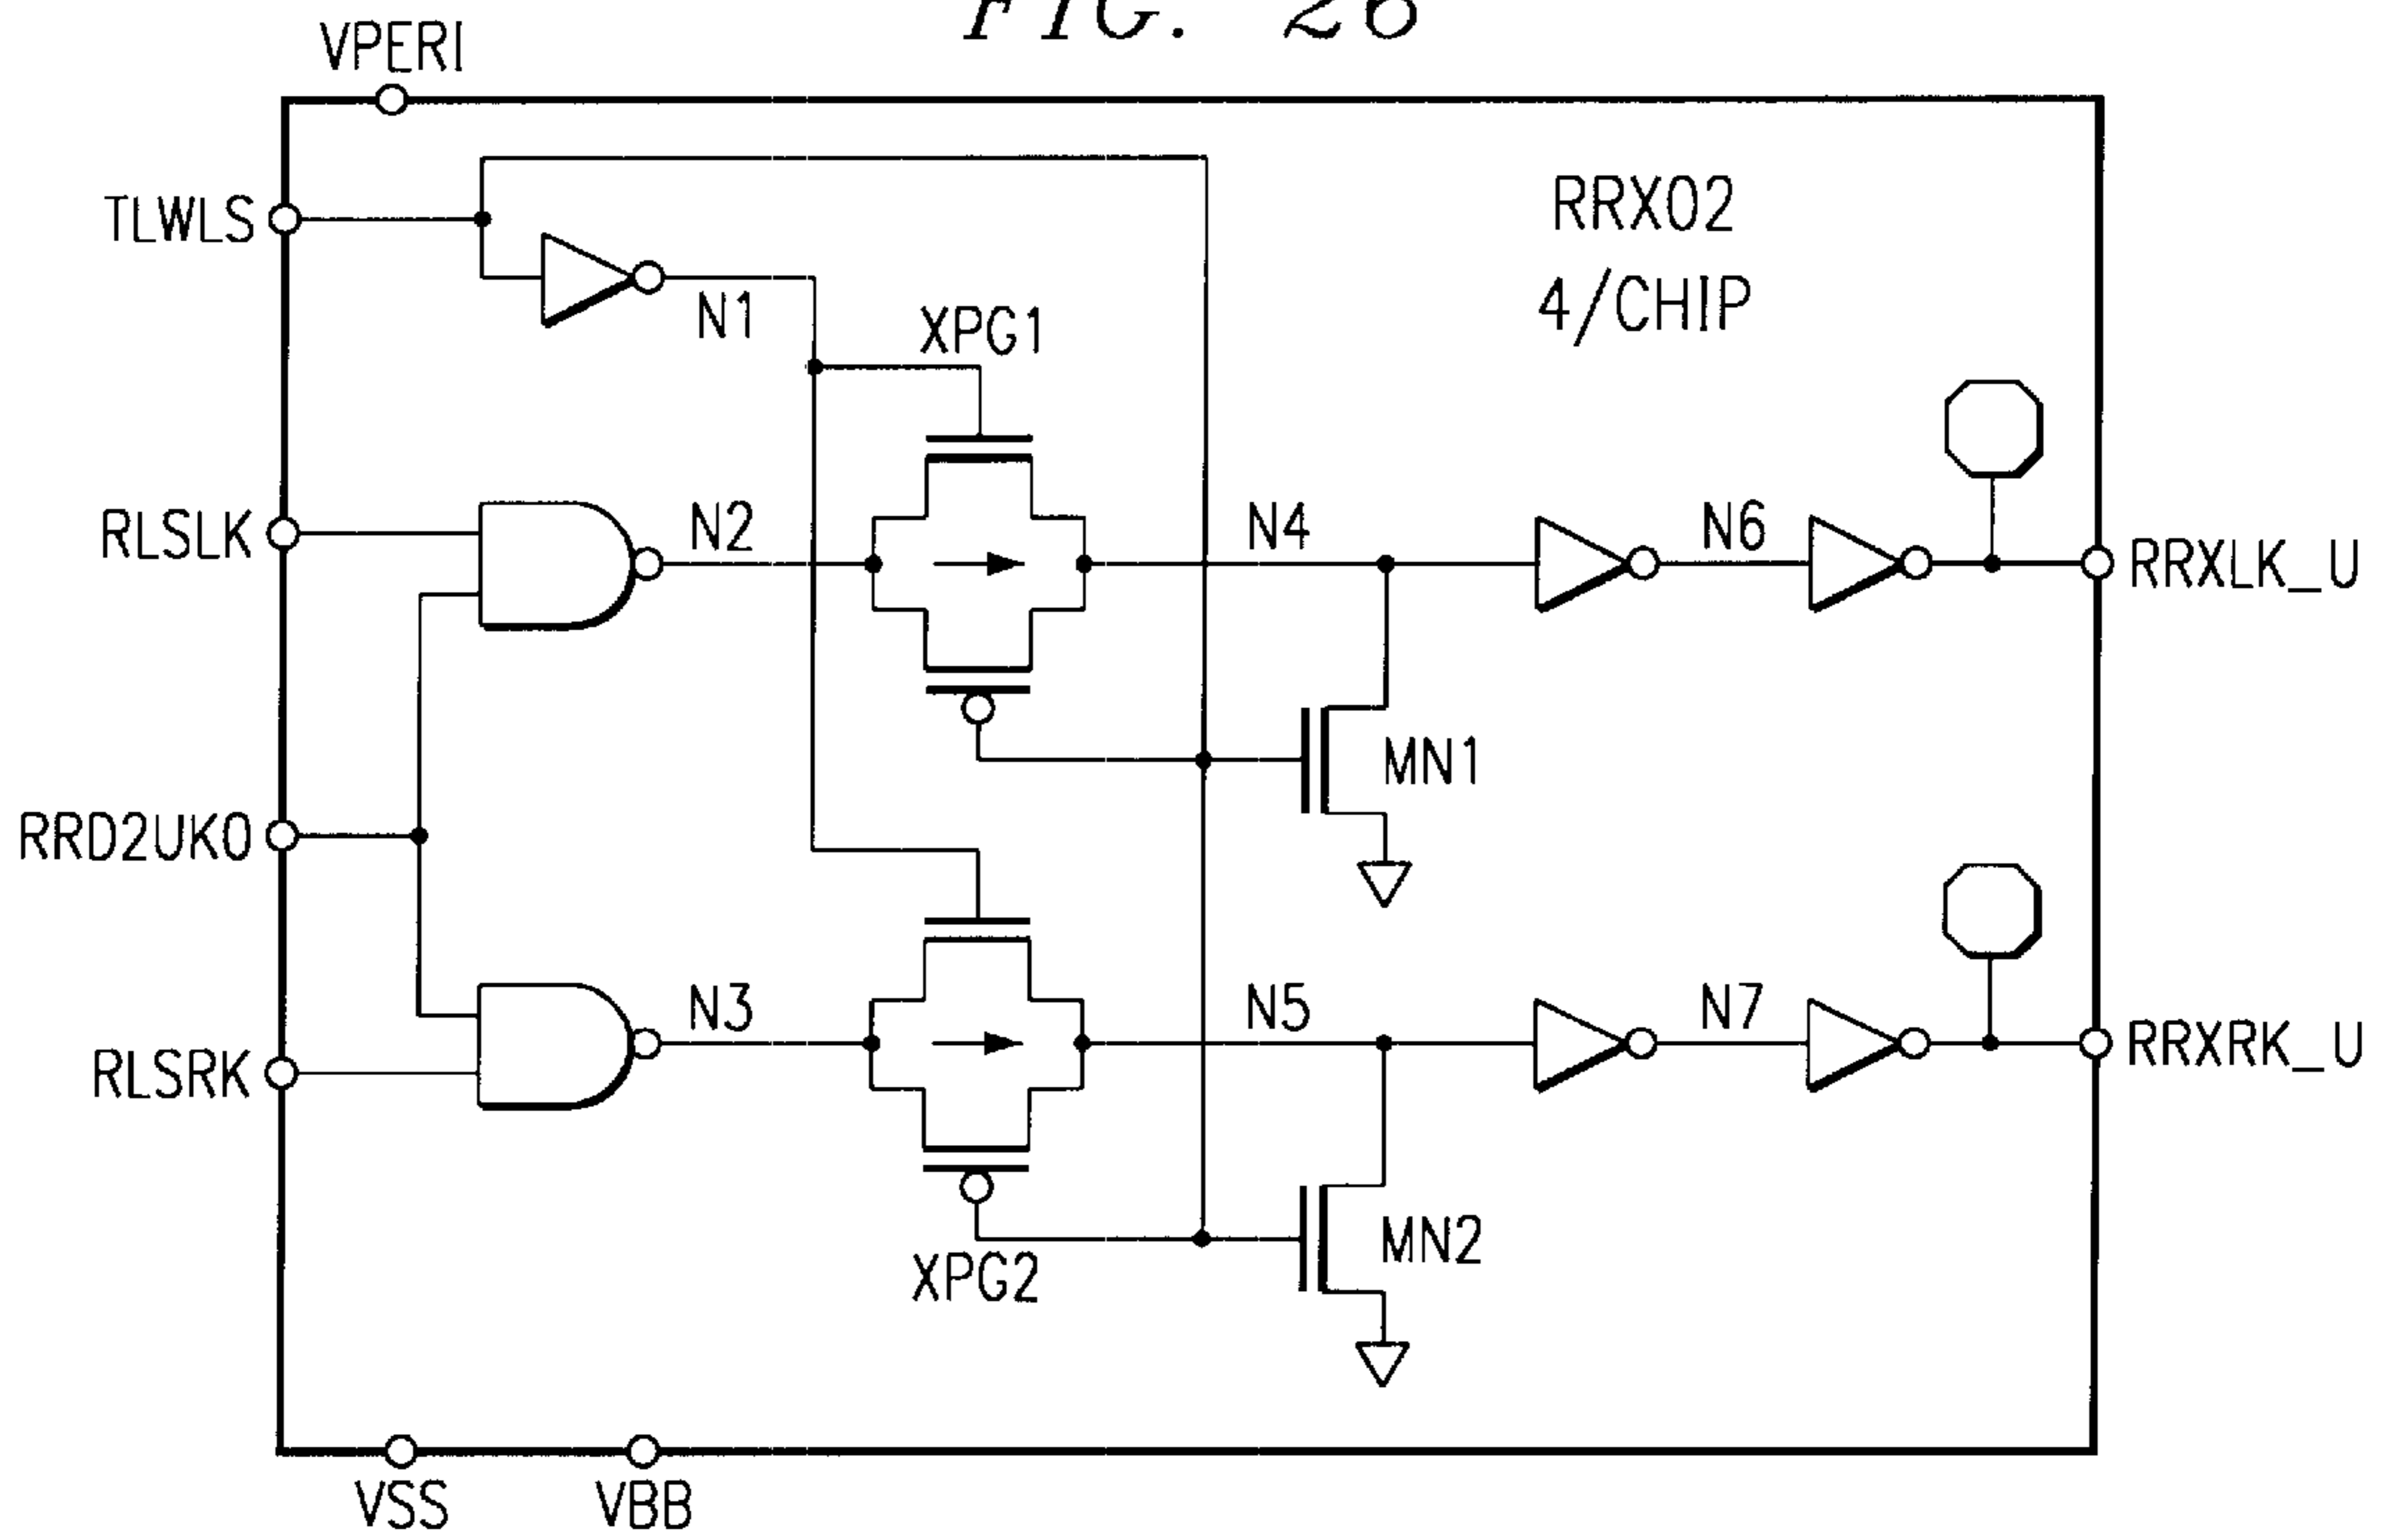 FIG. 26
VPERI
TLWLS
N1
XPG1
RRX02
4/CHIP
RLSLK
N2
N4
N6
RRXLK_U
MN1
RRD2UK0
RLSRK
N3
N5
N7
RRXRK_U
XPG2
MN2
VSS
VBB